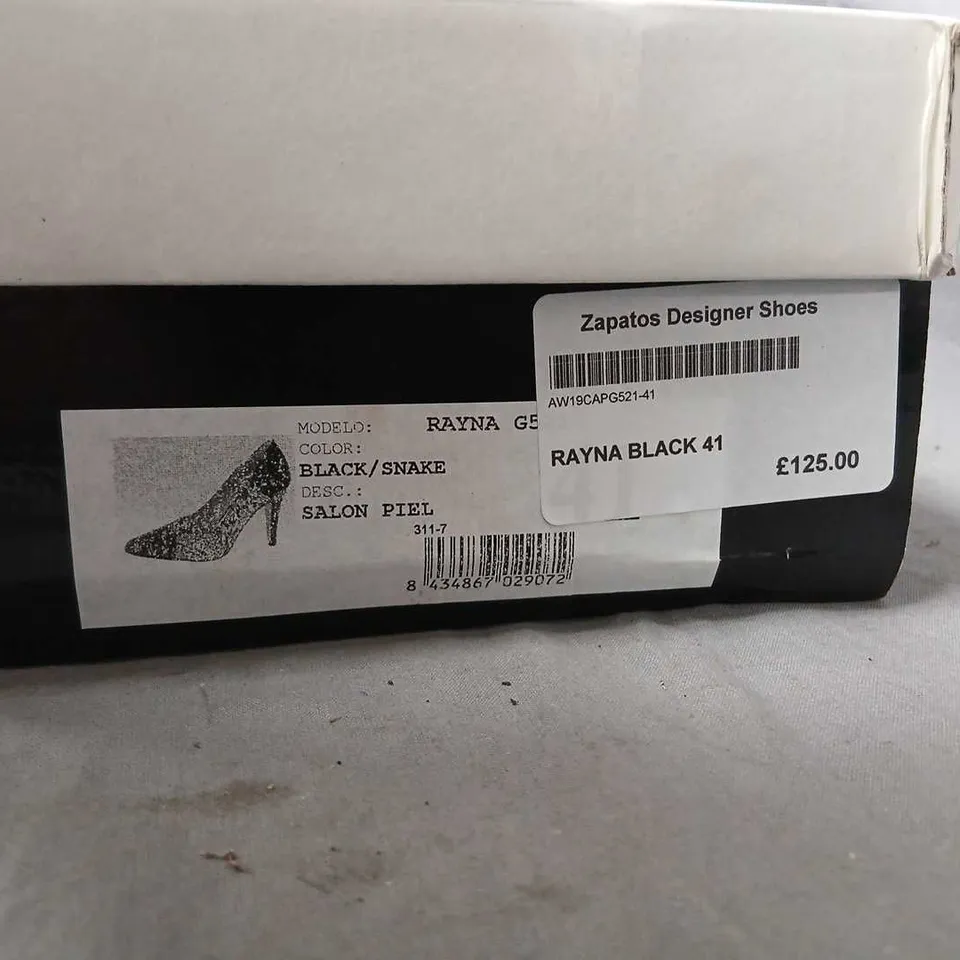 Zapatos Designer Shoes
AW19CAPG521-41
RAYNA BLACK 41
£125.00
MODELO: RAYNA G5
COLOR:
BLACK/SNAKE
DESC.:
SALON PIEL
311-7
8 434867 029072